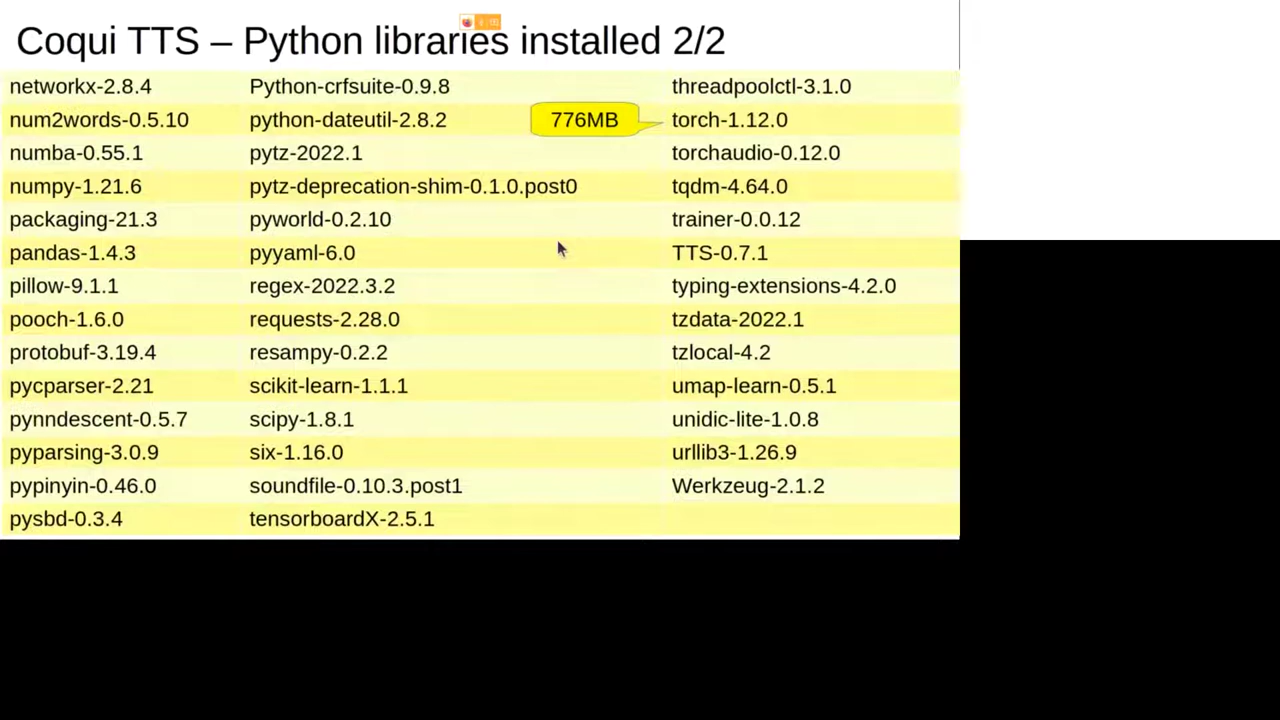 Coqui TTS – Python libraries installed 2/2
networkx-2.8.4 Python-crfsuite-0.9.8 threadpoolctl-3.1.0
num2words-0.5.10 python-dateutil-2.8.2 776MB torch-1.12.0
numba-0.55.1 pytz-2022.1 torchaudio-0.12.0
numpy-1.21.6 pytz-deprecation-shim-0.1.0.post0 tqdm-4.64.0
packaging-21.3 pyworld-0.2.10 trainer-0.0.12
pandas-1.4.3 pyyaml-6.0 TTS-0.7.1
pillow-9.1.1 regex-2022.3.2 typing-extensions-4.2.0
pooch-1.6.0 requests-2.28.0 tzdata-2022.1
protobuf-3.19.4 resampy-0.2.2 tzlocal-4.2
pycparser-2.21 scikit-learn-1.1.1 umap-learn-0.5.1
pynndescent-0.5.7 scipy-1.8.1 unidic-lite-1.0.8
pyparsing-3.0.9 six-1.16.0 urllib3-1.26.9
pypinyin-0.46.0 soundfile-0.10.3.post1 Werkzeug-2.1.2
pysbd-0.3.4 tensorboardX-2.5.1